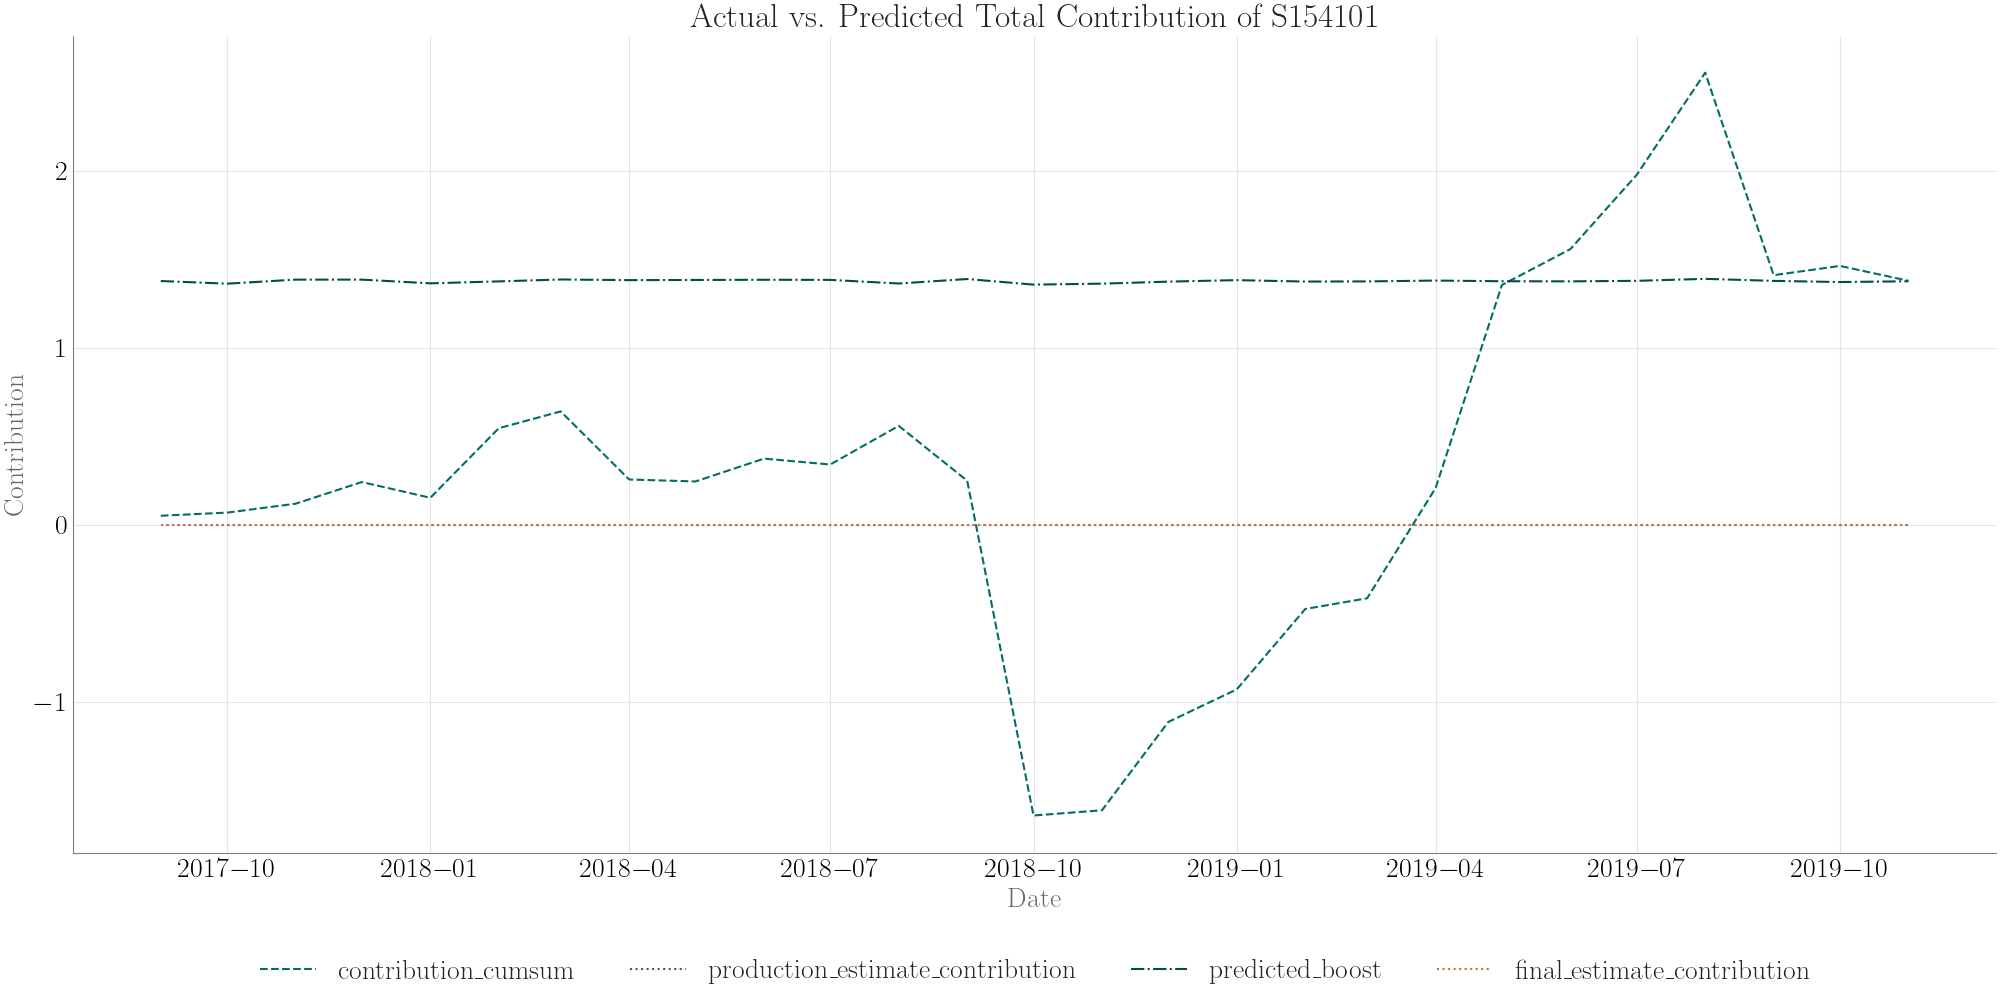 Actual vs. Predicted Total Contribution of S154101
Contribution
2
1
0
−1
2017−10 2018−01 2018−04 2018−07 2018−10 2019−01 2019−04 2019−07 2019−10
Date
contribution_cumsum production_estimate_contribution predicted_boost final_estimate_contribution